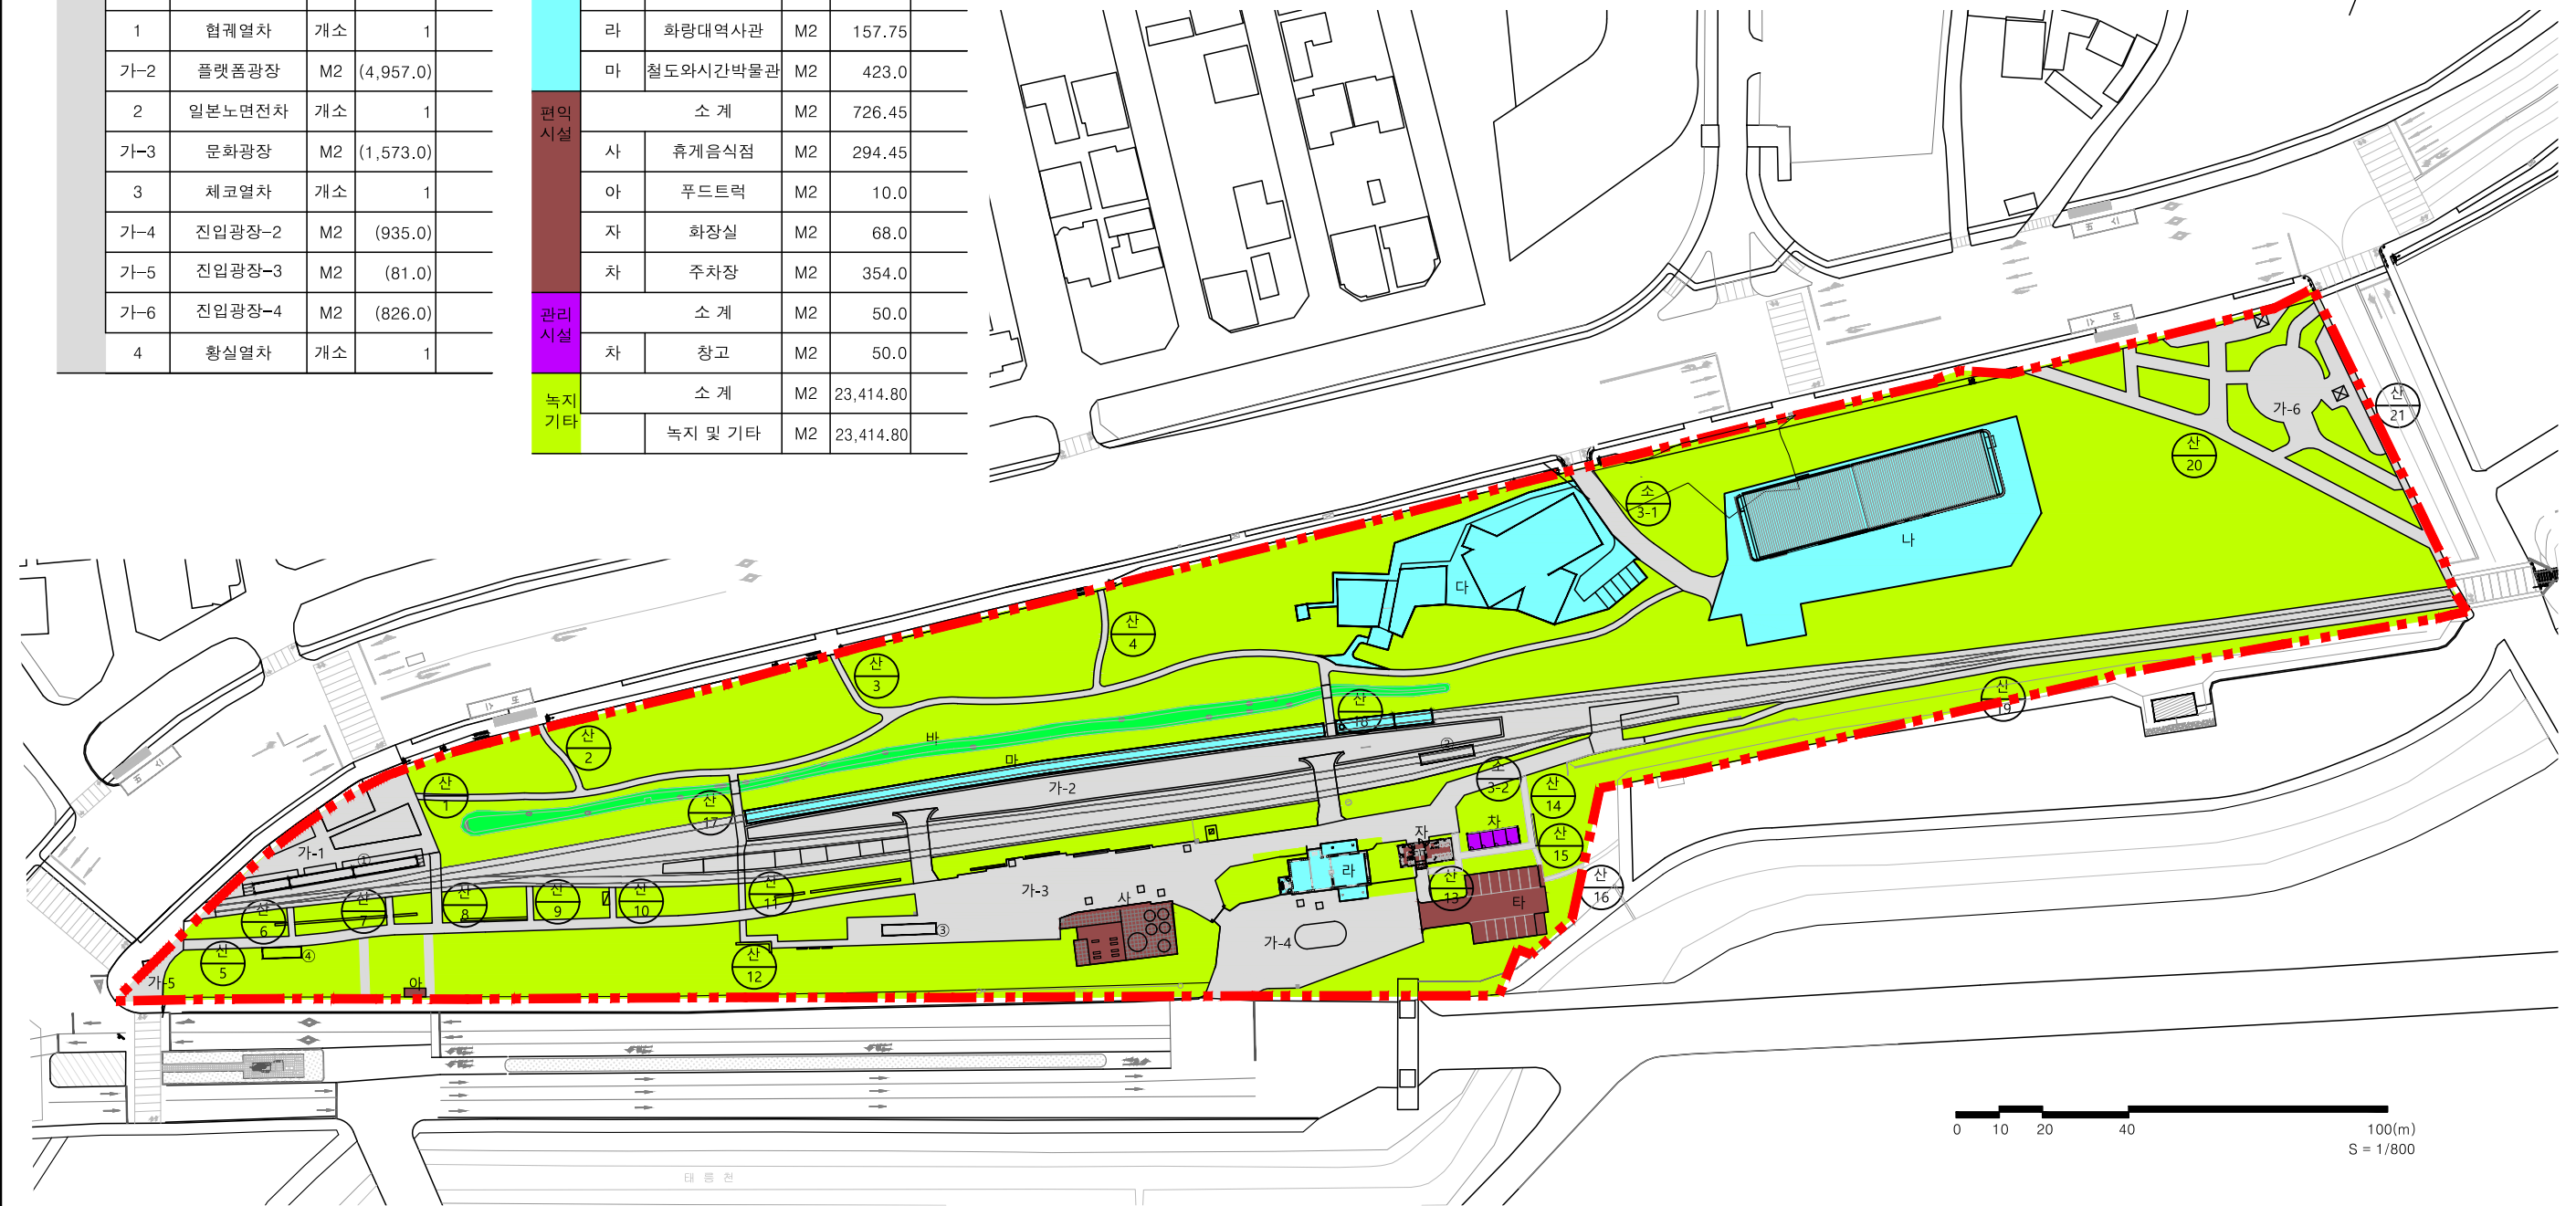 1 협궤열차 개소 1
가-2 플랫폼광장 M2 (4,957.0)
2 일본노면전차 개소 1
가-3 문화광장 M2 (1,573.0)
3 체코열차 개소 1
가-4 진입광장-2 M2 (935.0)
가-5 진입광장-3 M2 (81.0)
가-6 진입광장-4 M2 (826.0)
4 황실열차 개소 1
라 화랑대역사관 M2 157.75
마 철도와시간박물관 M2 423.0
편익
시설
소 계 M2 726.45
사 휴게음식점 M2 294.45
아 푸드트럭 M2 10.0
자 화장실 M2 68.0
차 주차장 M2 354.0
관리
시설
소 계 M2 50.0
차 창고 M2 50.0
녹지
기타
소 계 M2 23,414.80
녹지 및 기타 M2 23,414.80
가-6
산
21
산
20
소
3-1
나
다
산
4
산
3
산
19
산
18
산
2
바
마
②
가-2
소
3-2
산
14
산
1
산
17
차
자
산
15
가-1
①
라
산
13
산
16
타
가-3
사
산
11
산
10
산
9
산
8
산
7
산
6
③
가-4
④
산
5
산
12
가-5
아
태릉천
0 10 20 40 100(m)
S = 1/800